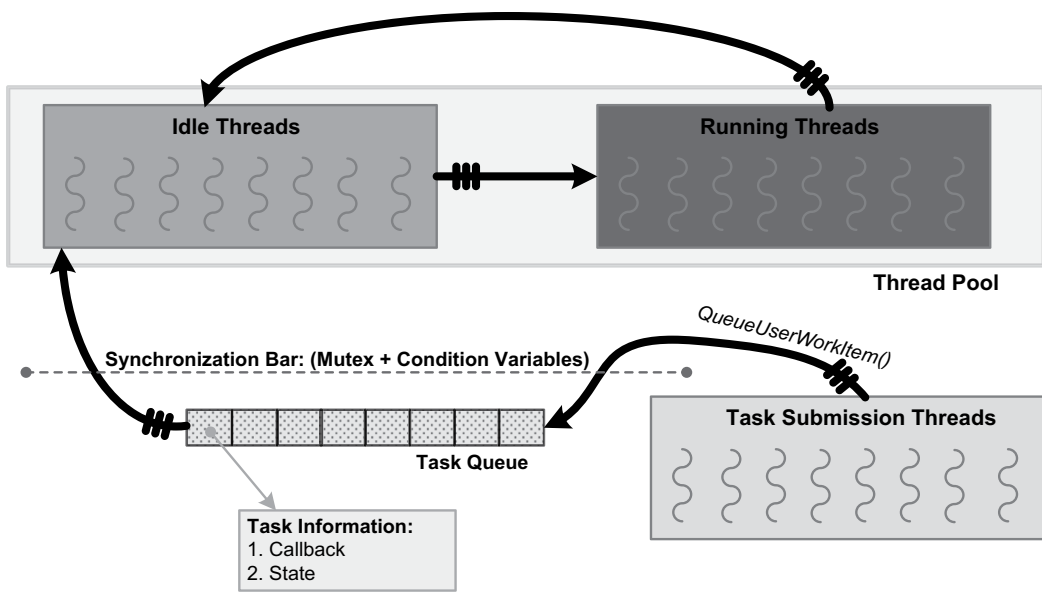 Idle Threads
Running Threads
Thread Pool
QueueUserWorkItem()
Synchronization Bar: (Mutex + Condition Variables)
Task Submission Threads
Task Queue
Task Information:
1. Callback
2. State